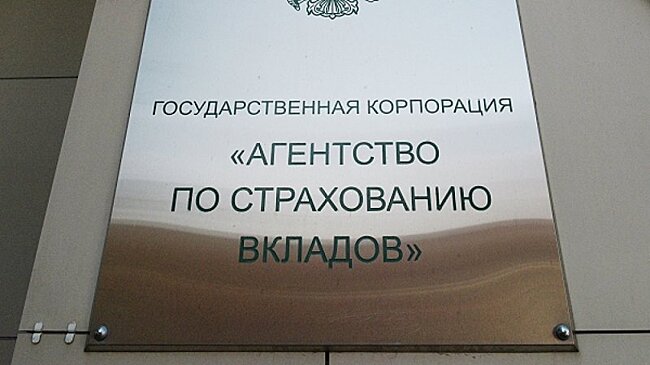 ГОСУДАРСТВЕННАЯ КОРПОРАЦИЯ
«АГЕНТСТВО
ПО СТРАХОВАНИЮ
ВКЛАДОВ»